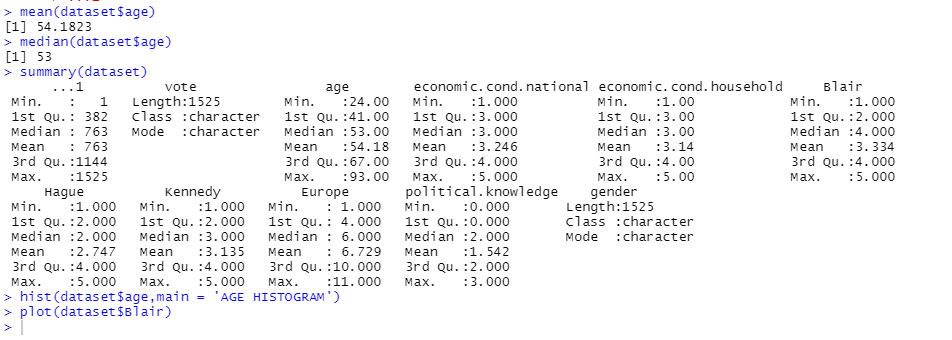 > mean(dataset$age)
[1] 54.1823
> median(dataset$age)
[1] 53
> summary(dataset)
      ...1          vote                age        economic.cond.national economic.cond.household     Blair
 Min.   :   1   Length:1525        Min.   :24.00   Min.   :1.000          Min.   :1.00            Min.   :1.000
 1st Qu.: 382   Class :character   1st Qu.:41.00   1st Qu.:3.000          1st Qu.:3.00            1st Qu.:2.000
 Median : 763   Mode  :character   Median :53.00   Median :3.000          Median :3.00            Median :4.000
 Mean   : 763                      Mean   :54.18   Mean   :3.246          Mean   :3.14            Mean   :3.334
 3rd Qu.:1144                      3rd Qu.:67.00   3rd Qu.:4.000          3rd Qu.:4.00            3rd Qu.:4.000
 Max.   :1525                      Max.   :93.00   Max.   :5.000          Max.   :5.00            Max.   :5.000
     Hague          Kennedy          Europe       political.knowledge    gender
 Min.   :1.000   Min.   :1.000   Min.   : 1.000   Min.   :0.000       Length:1525
 1st Qu.:2.000   1st Qu.:2.000   1st Qu.: 4.000   1st Qu.:0.000       Class :character
 Median :2.000   Median :3.000   Median : 6.000   Median :2.000       Mode  :character
 Mean   :2.747   Mean   :3.135   Mean   : 6.729   Mean   :1.542
 3rd Qu.:4.000   3rd Qu.:4.000   3rd Qu.:10.000   3rd Qu.:2.000
 Max.   :5.000   Max.   :5.000   Max.   :11.000   Max.   :3.000
> hist(dataset$age,main = 'AGE HISTOGRAM')
> plot(dataset$Blair)
>